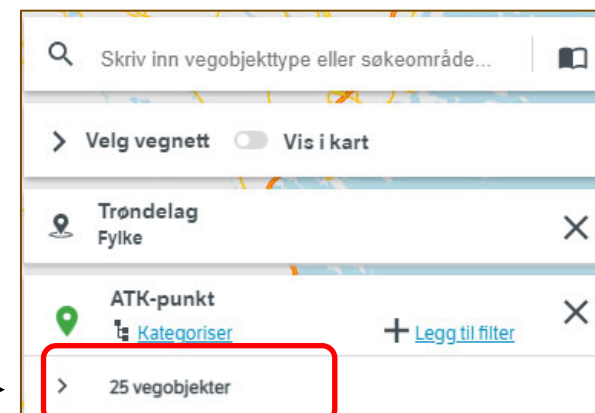 Skriv inn vegobjekttype eller søkeområde...
Velg vegnett Vis i kart
Trøndelag
Fylke
ATK-punkt
Kategoriser Legg til filter
25 vegobjekter